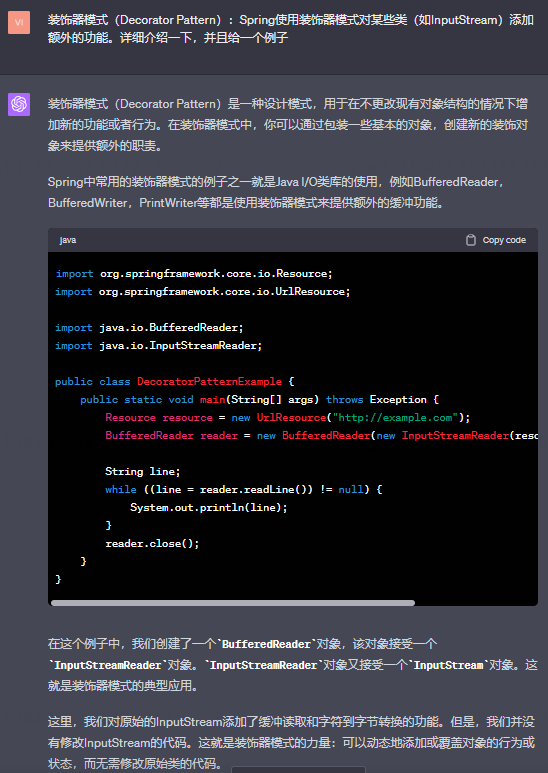 VI
装饰器模式（Decorator Pattern）：Spring使用装饰器模式对某些类（如InputStream）添加
额外的功能。详细介绍一下，并且给一个例子
装饰器模式（Decorator Pattern）是一种设计模式，用于在不更改现有对象结构的情况下增
加新的功能或者行为。在装饰器模式中，你可以通过包装一些基本的对象，创建新的装饰对
象来提供额外的职责。
Spring中常用的装饰器模式的例子之一就是Java I/O类库的使用，例如BufferedReader，
BufferedWriter，PrintWriter等都是使用装饰器模式来提供额外的缓冲功能。
java
Copy code
import org.springframework.core.io.Resource;
import org.springframework.core.io.UrlResource;
import java.io.BufferedReader;
import java.io.InputStreamReader;
public class DecoratorPatternExample {
public static void main(String[] args) throws Exception {
Resource resource = new UrlResource("http://example.com");
BufferedReader reader = new BufferedReader(new InputStreamReader(reso
String line;
while ((line = reader.readLine()) != null) {
System.out.println(line);
}
reader.close();
}
}
在这个例子中，我们创建了一个`BufferedReader`对象，该对象接受一个
`InputStreamReader`对象。`InputStreamReader`对象又接受一个`InputStream`对象。这
就是装饰器模式的典型应用。
这里，我们对原始的InputStream添加了缓冲读取和字符到字节转换的功能。但是，我们并没
有修改InputStream的代码。这就是装饰器模式的力量：可以动态地添加或覆盖对象的行为或
状态，而无需修改原始类的代码。